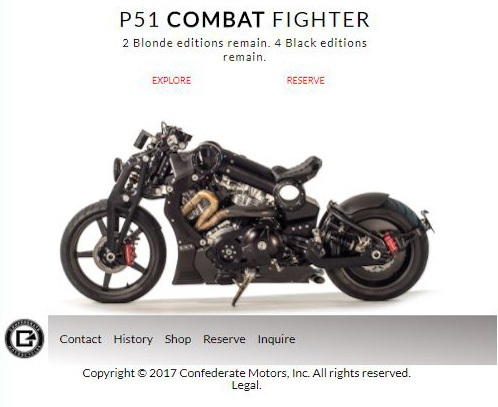 P51 COMBAT FIGHTER
2 Blonde editions remain. 4 Black editions
remain.
EXPLORE RESERVE
Contact History Shop Reserve Inquire
Copyright © 2017 Confederate Motors, Inc. All rights reserved.
Legal.